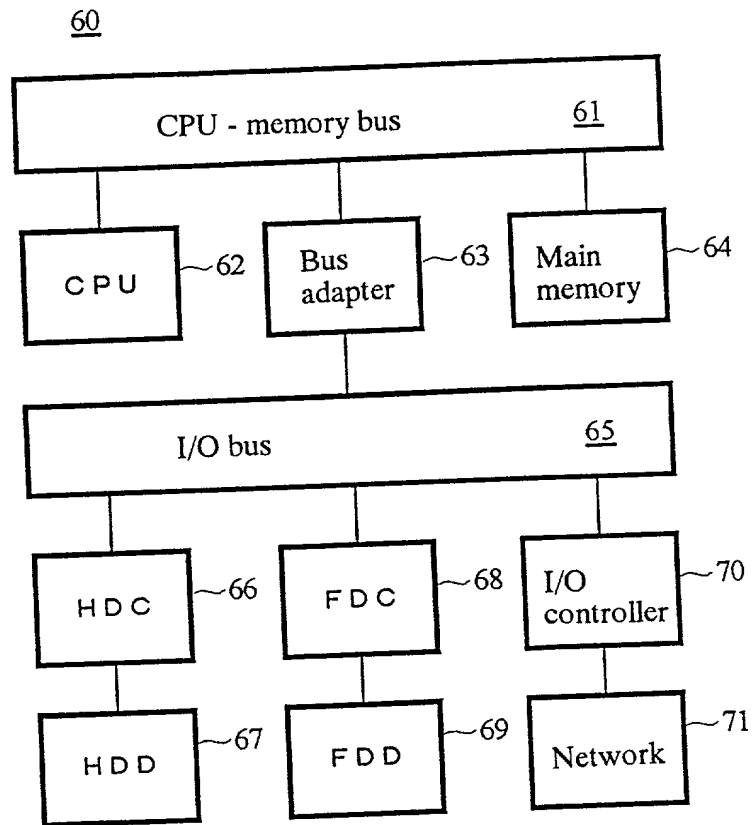 60
CPU - memory bus 61
CPU 62
Bus
adapter 63
Main
memory 64
I/O bus 65
HDC 66
FDC 68
I/O
controller 70
HDD 67
FDD 69
Network 71